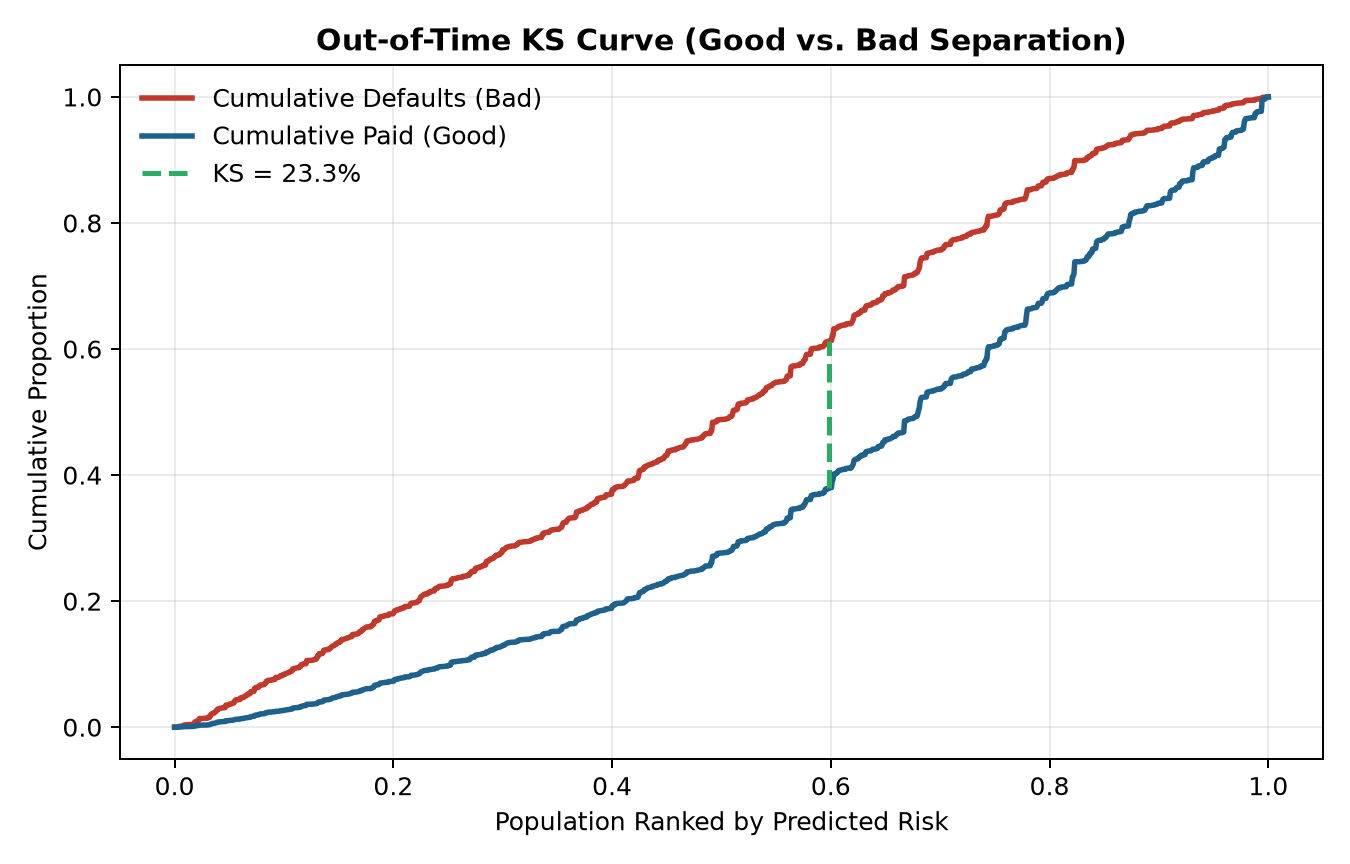 Out-of-Time KS Curve (Good vs. Bad Separation)
Cumulative Defaults (Bad)
Cumulative Paid (Good)
KS = 23.3%
Cumulative Proportion
1.0
0.8
0.6
0.4
0.2
0.0
0.0 0.2 0.4 0.6 0.8 1.0
Population Ranked by Predicted Risk